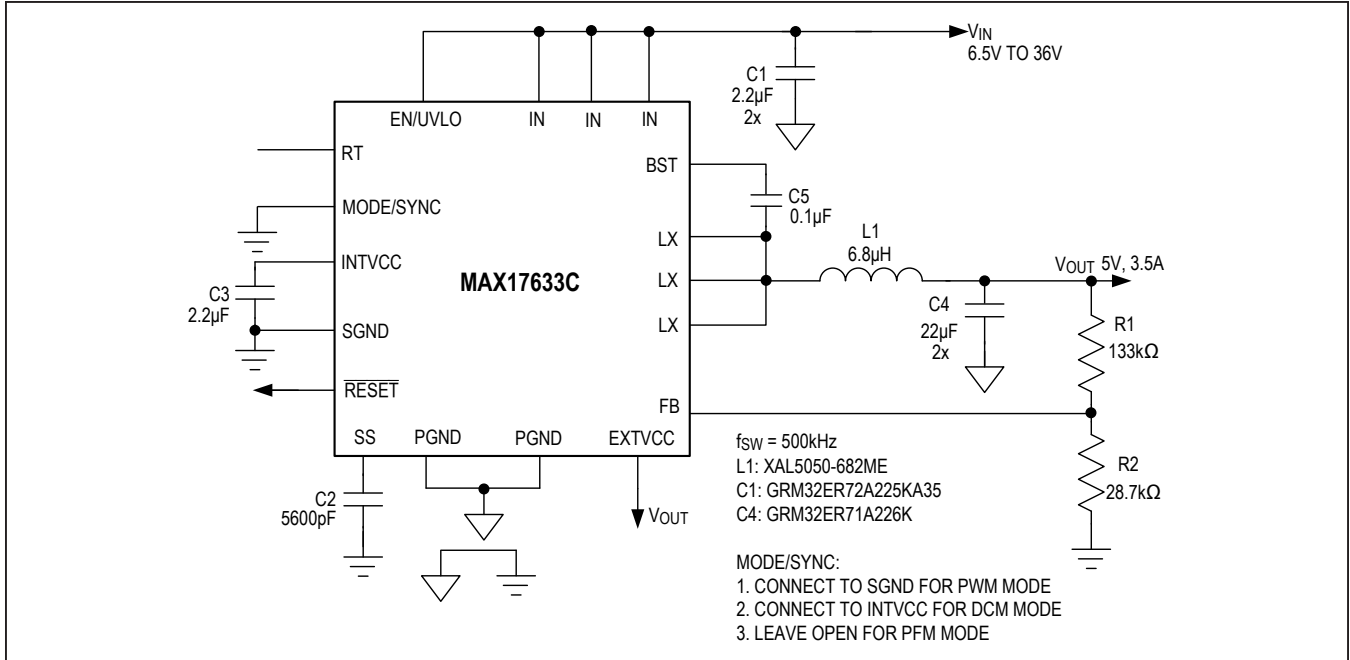 VIN
6.5V TO 36V
C1
2.2µF
2x
EN/UVLO
IN
IN
IN
RT
BST
C5
0.1µF
MODE/SYNC
LX
L1
6.8µH
INTVCC
MAX17633C
LX
VOUT 5V, 3.5A
C3
2.2µF
C4
22µF
2x
SGND
LX
R1
133kΩ
RESET
FB
SS
PGND
PGND
EXTVCC
fSW = 500kHz
L1: XAL5050-682ME
C1: GRM32ER72A225KA35
C4: GRM32ER71A226K
R2
28.7kΩ
C2
5600pF
VOUT
MODE/SYNC:
1. CONNECT TO SGND FOR PWM MODE
2. CONNECT TO INTVCC FOR DCM MODE
3. LEAVE OPEN FOR PFM MODE